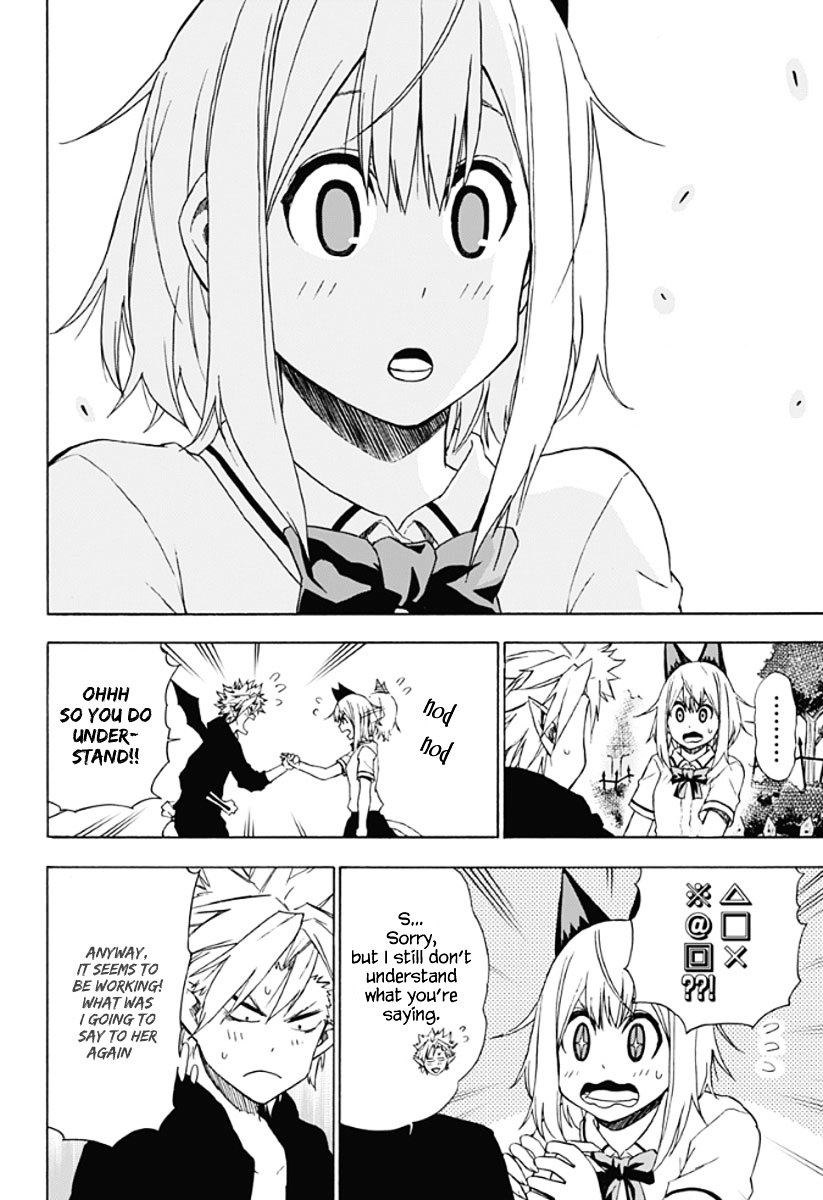 ………
OHHH
SO YOU DO
UNDER-
STAND!!
nod
nod
※△
@□
回×
??!
S...
Sorry,
but I still don't
understand
what you're
saying.
ANYWAY,
IT SEEMS TO
BE WORKING!
WHAT WAS
I GOING TO
SAY TO HER
AGAIN